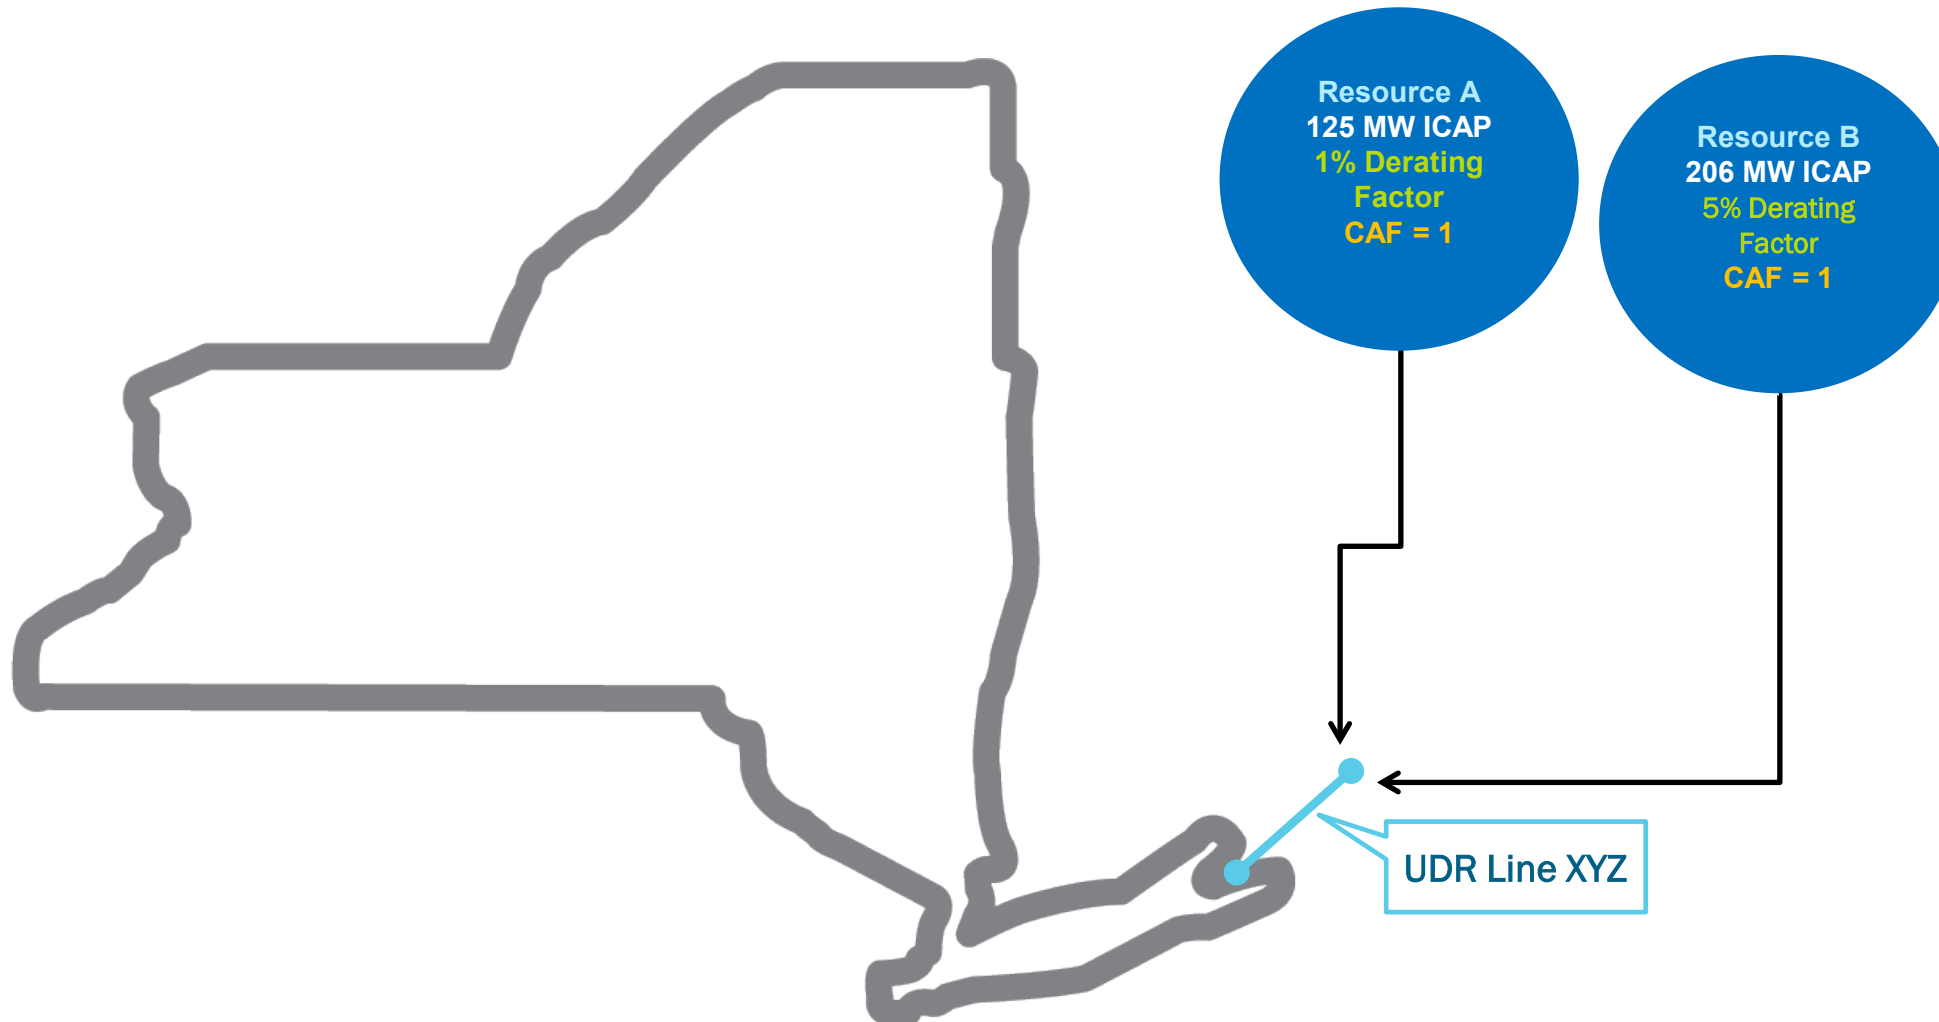 Resource A
125 MW ICAP
1% Derating
Factor
CAF = 1
Resource B
206 MW ICAP
5% Derating
Factor
CAF = 1
UDR Line XYZ